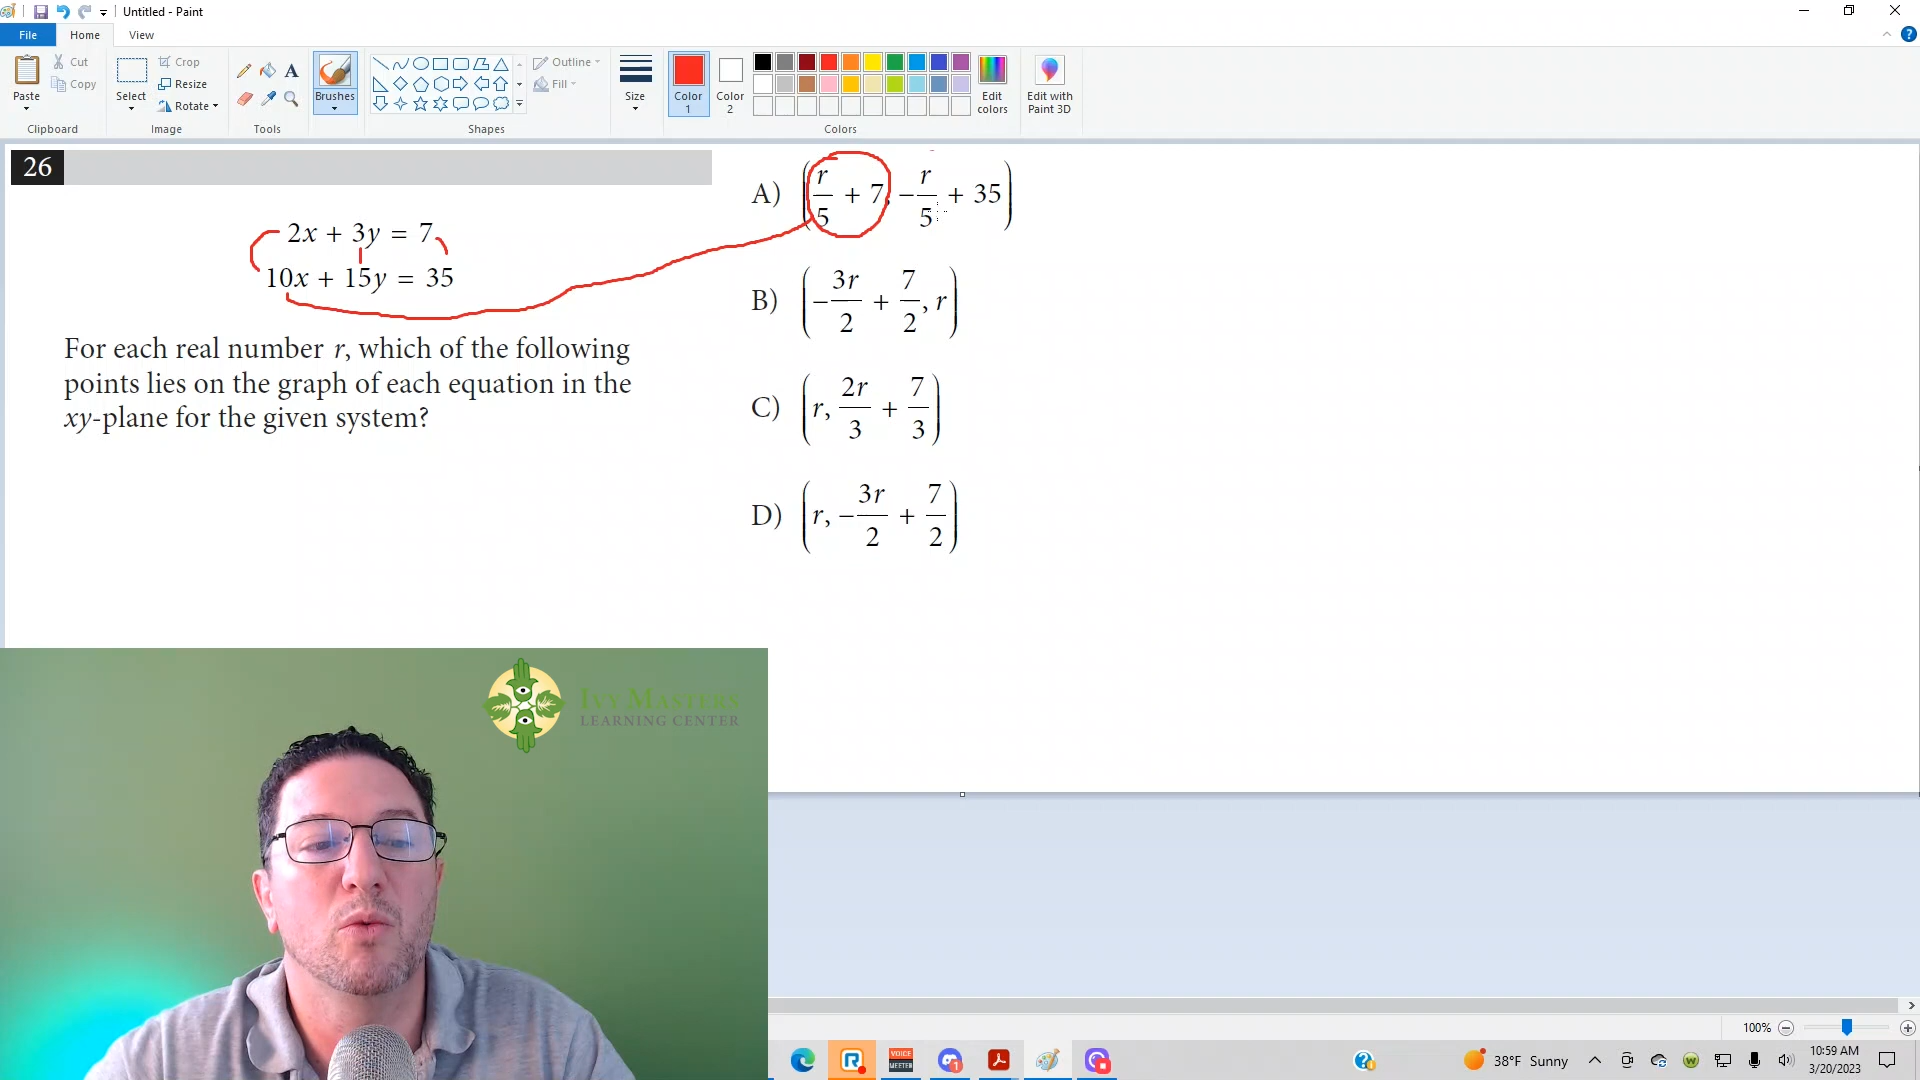 Untitled - Paint
File Home View
Paste Cut Copy Clipboard
Select Crop Resize Rotate Image
Tools
Brushes
Outline Fill Shapes
Size
Color 1 Color 2 Edit colors Colors
Edit with Paint 3D
26
2x + 3y = 7
10x + 15y = 35
For each real number r, which of the following
points lies on the graph of each equation in the
xy-plane for the given system?
A) (r/5 + 7, −r/5 + 35)
B) (−3r/2 + 7/2, r)
C) (r, 2r/3 + 7/3)
D) (r, −3r/2 + 7/2)
IVY MASTERS
LEARNING CENTER
100%
VOICE MEETER
38°F Sunny
10:59 AM
3/20/2023